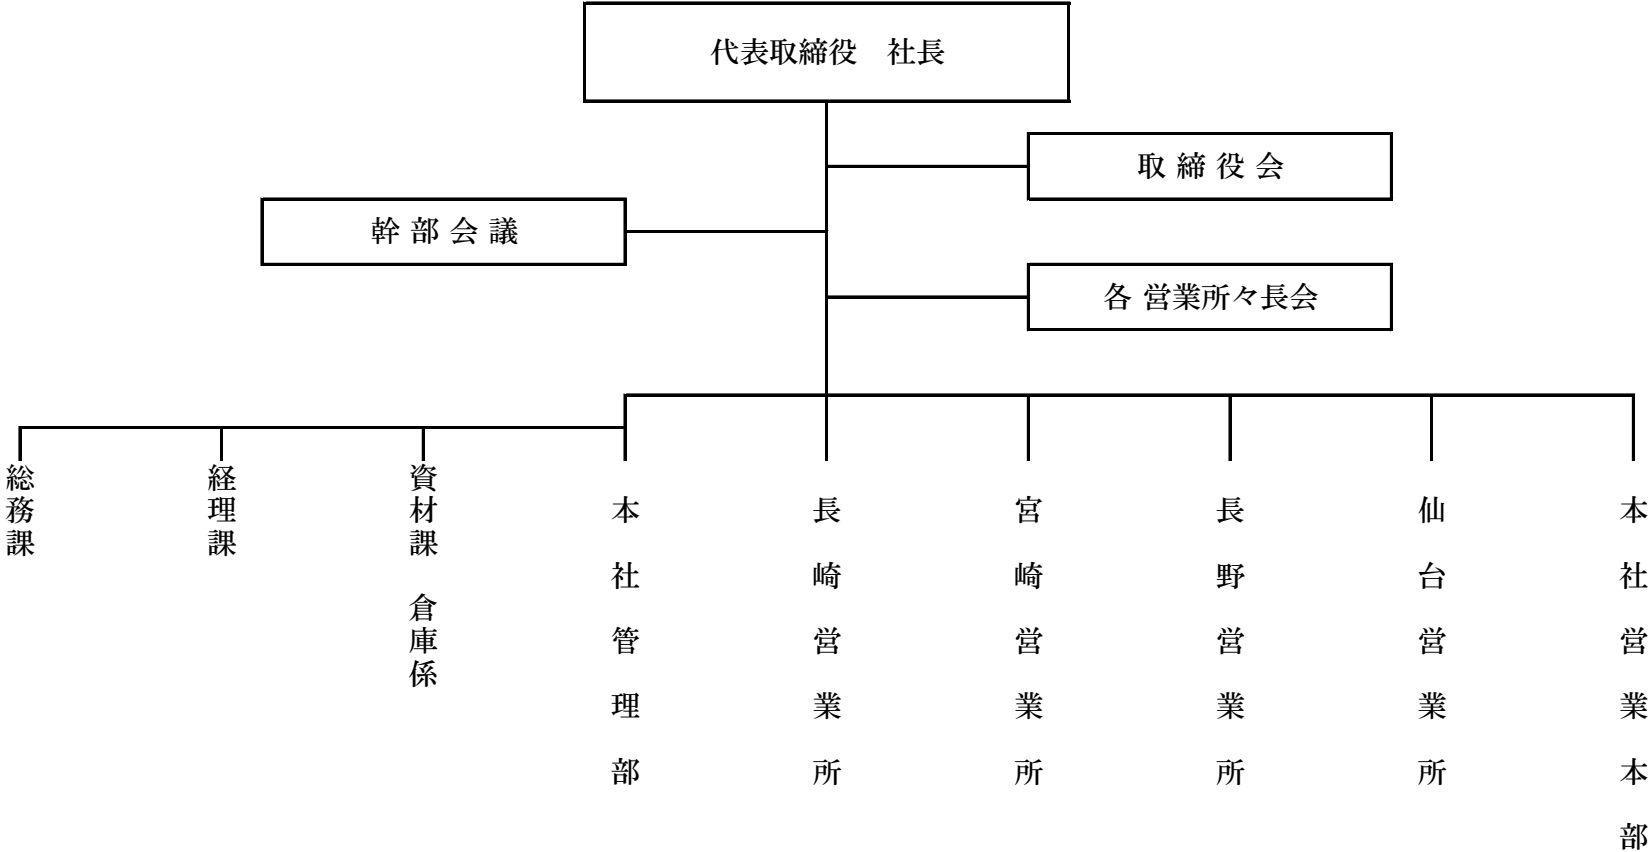 代表取締役　社長
取 締 役 会
幹 部 会 議
各 営業所々長会
総務課
経理課
資材課　倉庫係
本社管理部
長崎営業所
宮崎営業所
長野営業所
仙台営業所
本社営業本部